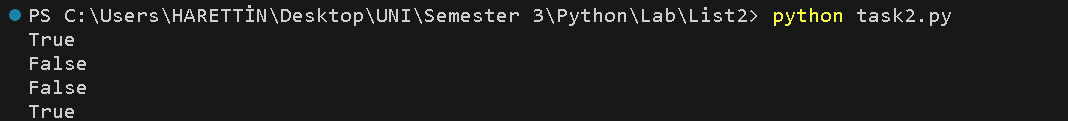 PS C:\Users\HARETTİN\Desktop\UNI\Semester 3\Python\Lab\List2> python task2.py
True
False
False
True